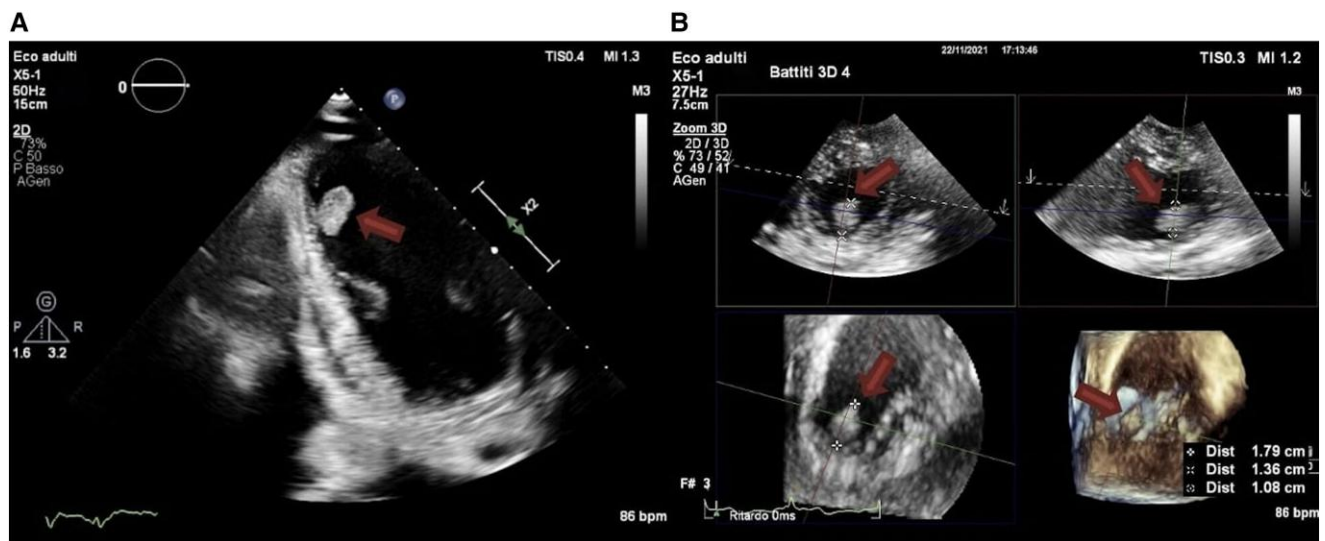 A
Eco adulti
X5-1
50Hz
15cm
2D
73%
C 50
P Basso
AGen
TIS0.4 MI 1.3
M3
0
P
X2
G
P R
1.6 3.2
86 bpm
B
Eco adulti
X5-1
27Hz
7.5cm
Zoom 3D
2D / 3D
% 73 / 52
C 49 / 41
AGen
Battiti 3D 4
22/11/2021 17:13:46
TIS0.3 MI 1.2
M3
F# 3
Ritardo 0ms
Dist 1.79 cm
Dist 1.36 cm
Dist 1.08 cm
86 bpm